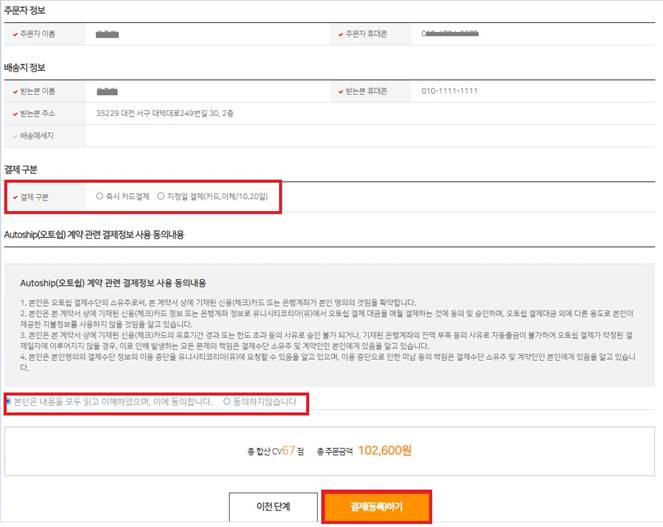 주문자 정보
주문자 이름
주문자 휴대폰
배송지 정보
받는분 이름
받는분 휴대폰 010-1111-1111
받는분 주소 35229 대전 서구 대덕대로249번길 30, 2층
배송메세지
결제 구분
결제 구분 즉시 카드결제 지정일 결제(카드,이체/10,20일)
Autoship(오토쉽) 계약 관련 결제정보 사용 동의내용
Autoship(오토쉽) 계약 관련 결제정보 사용 동의내용
1. 본인은 오토쉽 결제수단의 소유주로써, 본 계약서 상에 기재된 신용(체크)카드 또는 은행계좌가 본인 명의의 것임을 확약합니다.
2. 본인은 본 계약서 상에 기재된 신용(체크)카드 정보 또는 은행계좌 정보로 유니시티코리아(유)에서 오토쉽 결제 대금을 매월 결제하는 것에 동의 및 승인하며, 오토쉽 결제대금 외에 다른 용도로 본인이
제공한 지불정보를 사용하지 않을 것임을 알고 있습니다.
3. 본인은 본 계약서 상에 기재된 신용(체크)카드의 유효기간 경과 또는 한도 초과 등의 사유로 승인 불가 되거나, 기재된 은행계좌의 잔액 부족 등의 사유로 자동출금이 불가하여 오토쉽 결제가 약정된 결
제일자에 이루어지지 않을 경우, 이로 인해 발생하는 모든 문제의 책임은 결제수단 소유주 및 계약인인 본인에게 있음을 알고 있습니다.
4. 본인은 본인명의의 결제수단 정보의 이용 중단을 유니시티코리아(유)에 요청할 수 있음을 알고 있으며, 이용 중단으로 인한 미납 등의 책임은 결제수단 소유주 및 계약인인 본인에게 있음을 알고 있습니
다.
본인은 내용을 모두 읽고 이해하였으며, 이에 동의합니다. 동의하지않습니다
총 합산 CV67 점 총 주문금액 102,600원
이전 단계 결제(등록)하기